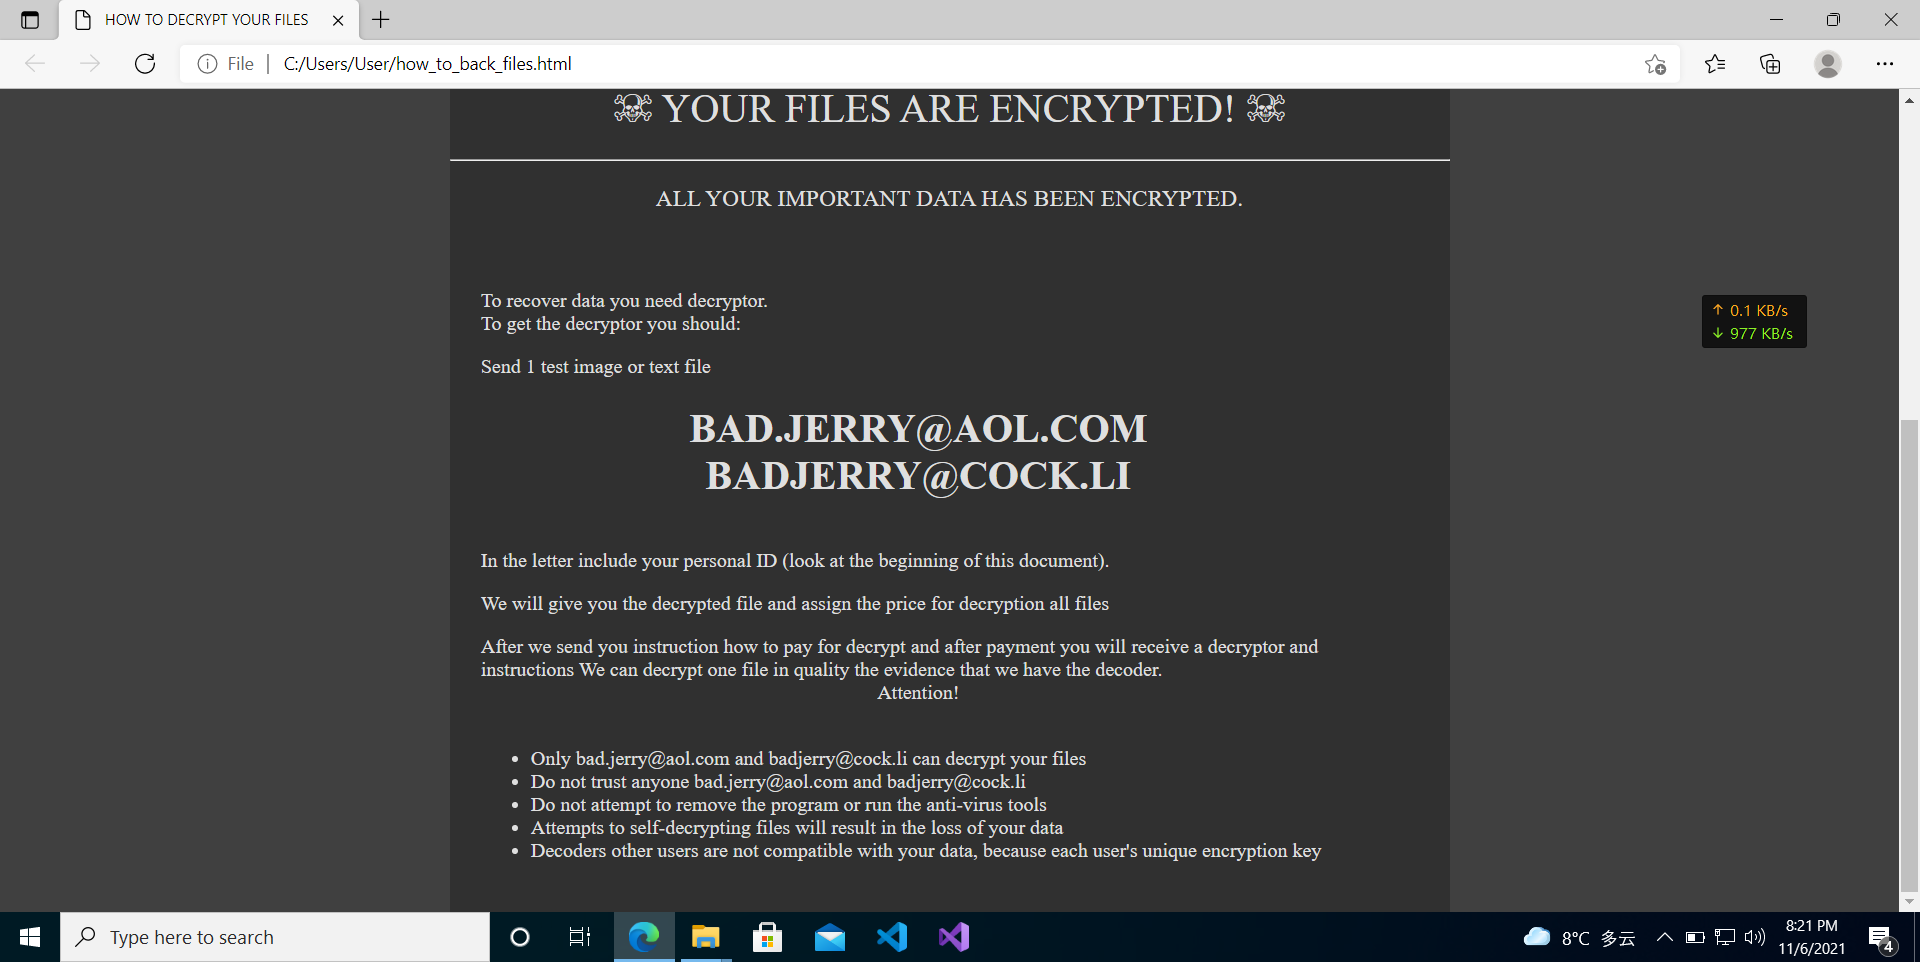 HOW TO DECRYPT YOUR FILES
File
C:/Users/User/how_to_back_files.html
☠ YOUR FILES ARE ENCRYPTED! ☠
ALL YOUR IMPORTANT DATA HAS BEEN ENCRYPTED.
To recover data you need decryptor.
To get the decryptor you should:
Send 1 test image or text file
BAD.JERRY@AOL.COM
BADJERRY@COCK.LI
In the letter include your personal ID (look at the beginning of this document).
We will give you the decrypted file and assign the price for decryption all files
After we send you instruction how to pay for decrypt and after payment you will receive a decryptor and
instructions We can decrypt one file in quality the evidence that we have the decoder.
Attention!
• Only bad.jerry@aol.com and badjerry@cock.li can decrypt your files
• Do not trust anyone bad.jerry@aol.com and badjerry@cock.li
• Do not attempt to remove the program or run the anti-virus tools
• Attempts to self-decrypting files will result in the loss of your data
• Decoders other users are not compatible with your data, because each user's unique encryption key
↑ 0.1 KB/s
↓ 977 KB/s
Type here to search
8°C 多云
8:21 PM
11/6/2021
4